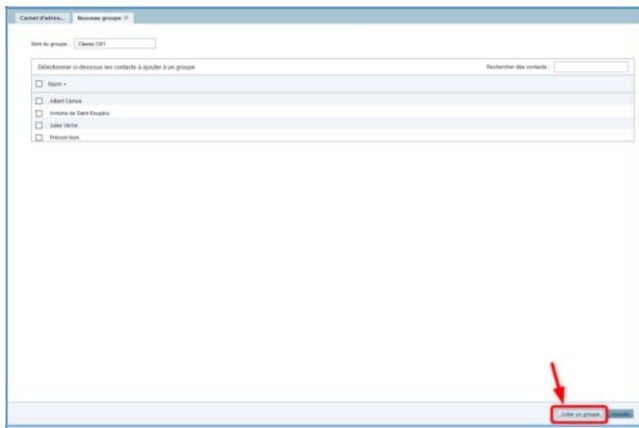 Carnet d'adres... Nouveau groupe
Nom du groupe : Classe C01
Sélectionner ci-dessous les contacts à ajouter à un groupe Rechercher des contacts :
Nom
Albert Camus
Antoine de Saint-Exupéry
Jules Verne
Prénom Nom
Créer un groupe Annuler